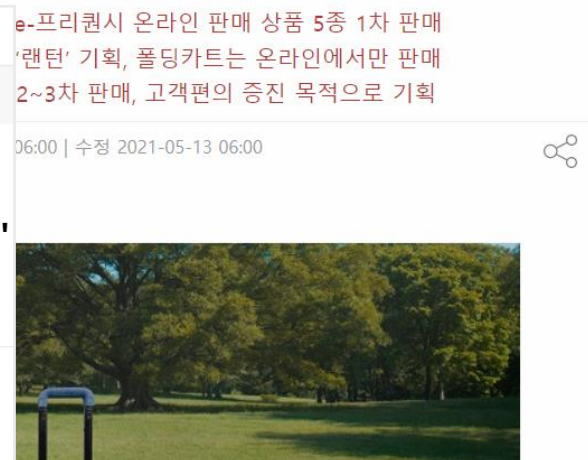 e-프리퀀시 온라인 판매 상품 5종 1차 판매
'랜턴' 기획, 폴딩카트는 온라인에서만 판매
2~3차 판매, 고객편의 증진 목적으로 기획
06:00 | 수정 2021-05-13 06:00
'